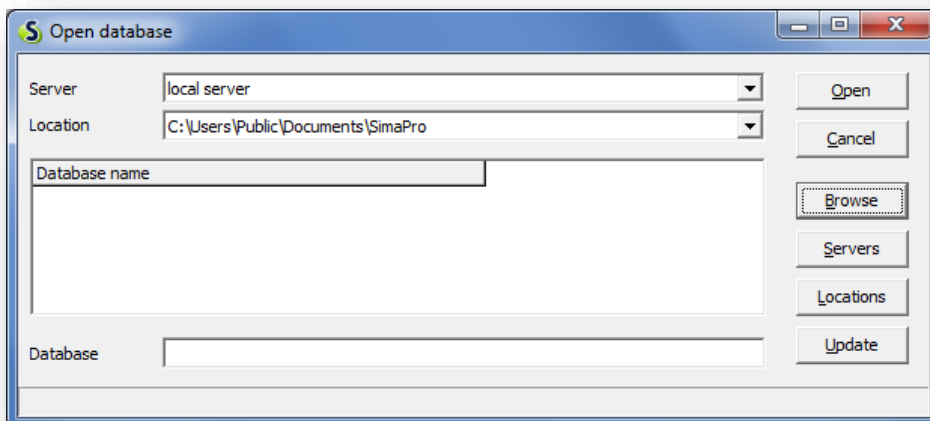 Open database
Server local server Open
Location C:\Users\Public\Documents\SimaPro Cancel
Database name
Browse
Servers
Locations
Database Update